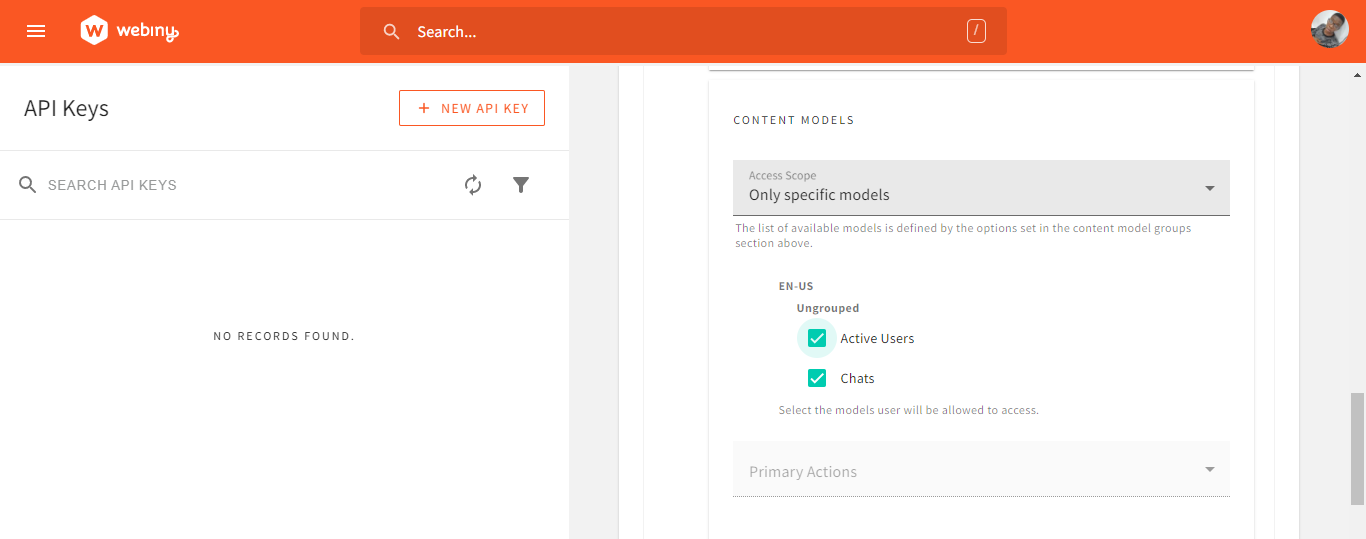 webiny
Search...
/
API Keys
+ NEW API KEY
SEARCH API KEYS
NO RECORDS FOUND.
CONTENT MODELS
Access Scope
Only specific models
The list of available models is defined by the options set in the content model groups
section above.
EN-US
Ungrouped
Active Users
Chats
Select the models user will be allowed to access.
Primary Actions